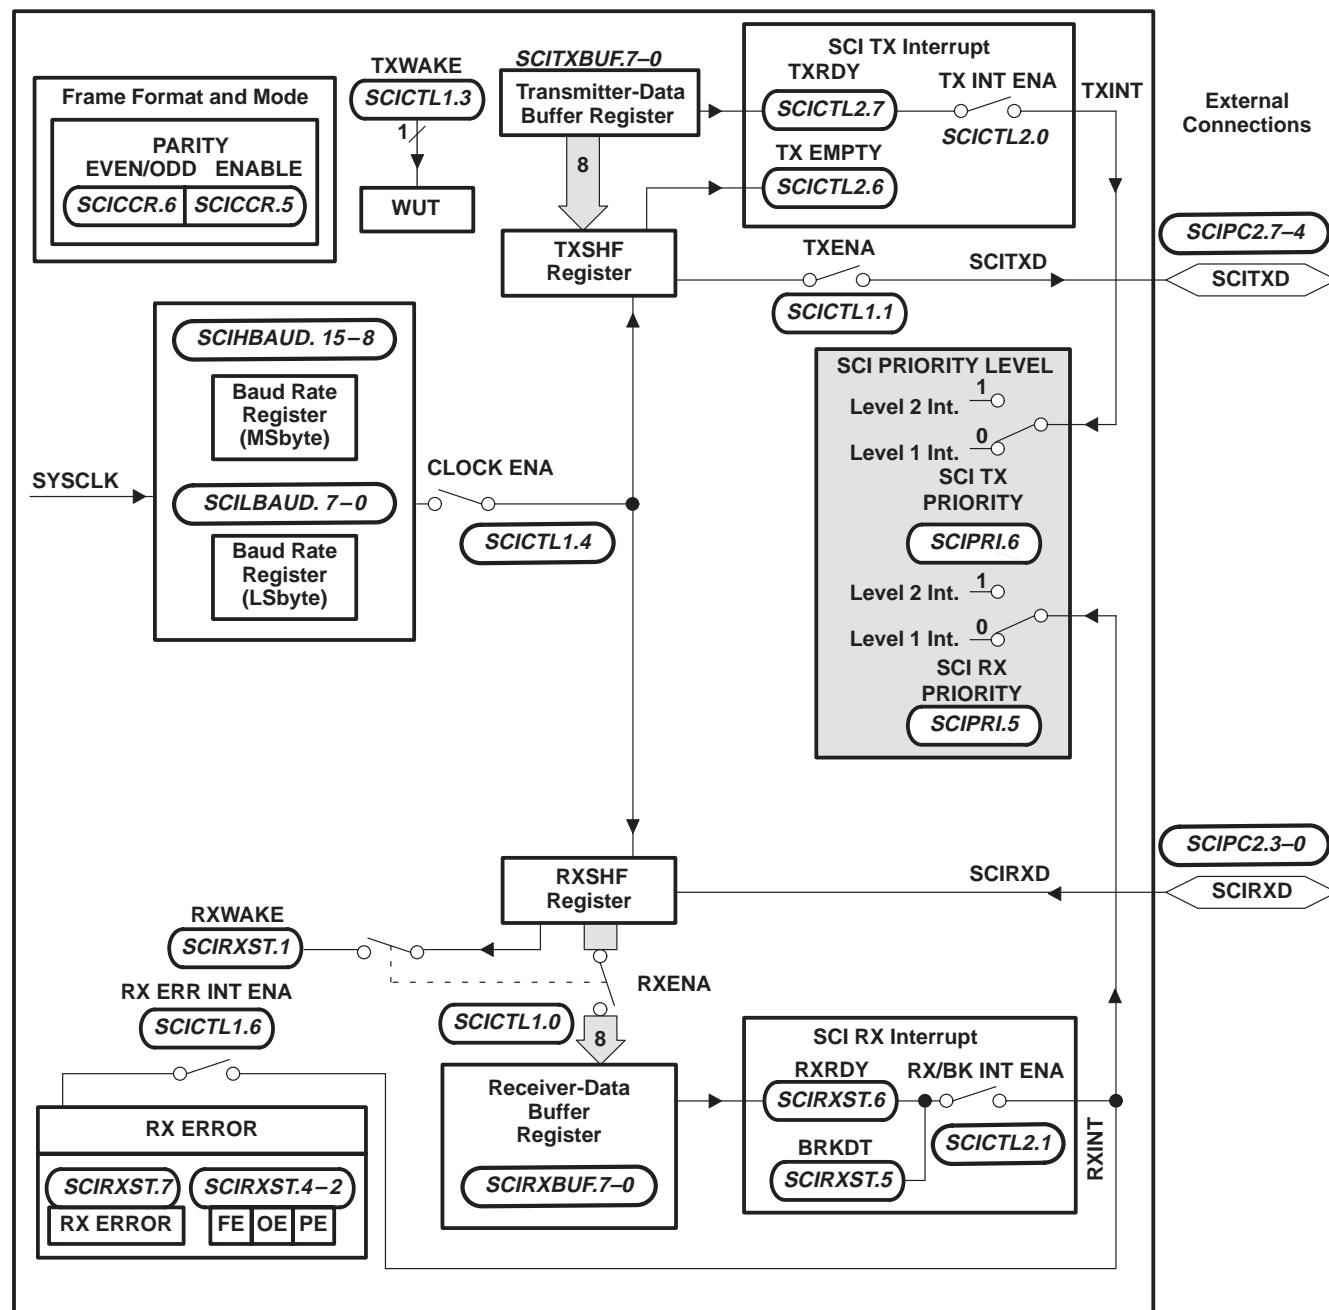 Frame Format and Mode
PARITY
EVEN/ODD ENABLE
SCICCR.6 SCICCR.5
TXWAKE
SCICTL1.3
1
WUT
SCITXBUF.7–0
Transmitter-Data
Buffer Register
8
TXSHF
Register
SCI TX Interrupt
TXRDY
SCICTL2.7
TX INT ENA
SCICTL2.0
TX EMPTY
SCICTL2.6
TXINT
External
Connections
TXENA
SCICTL1.1
SCITXD
SCIPC2.7–4
SCITXD
SCIHBAUD. 15–8
Baud Rate
Register
(MSbyte)
SYSCLK
SCILBAUD. 7–0
Baud Rate
Register
(LSbyte)
CLOCK ENA
SCICTL1.4
SCI PRIORITY LEVEL
1
Level 2 Int.
0
Level 1 Int.
SCI TX
PRIORITY
SCIPRI.6
1
Level 2 Int.
0
Level 1 Int.
SCI RX
PRIORITY
SCIPRI.5
RXSHF
Register
SCIRXD
SCIPC2.3–0
SCIRXD
RXWAKE
SCIRXST.1
RX ERR INT ENA
SCICTL1.6
RXENA
SCICTL1.0
8
Receiver-Data
Buffer
Register
SCIRXBUF.7–0
SCI RX Interrupt
RXRDY
SCIRXST.6
RX/BK INT ENA
SCICTL2.1
BRKDT
SCIRXST.5
RXINT
RX ERROR
SCIRXST.7 SCIRXST.4–2
RX ERROR FE OE PE